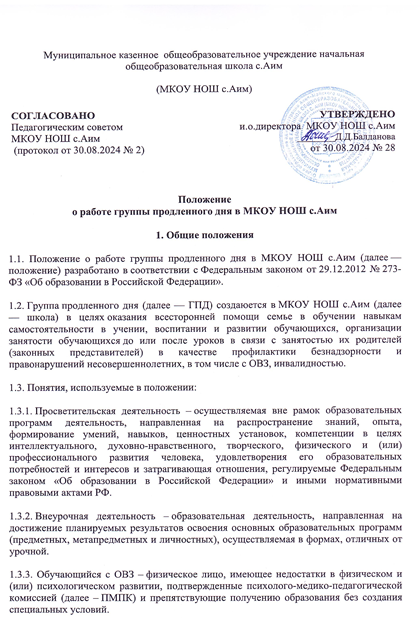 Муниципальное казенное общеобразовательное учреждение начальная
общеобразовательная школа с.Аим
(МКОУ НОШ с.Аим)
СОГЛАСОВАНО
Педагогическим советом
МКОУ НОШ с.Аим
(протокол от 30.08.2024 № 2)
УТВЕРЖДЕНО
и.о.директора МКОУ НОШ с.Аим
Д.Д.Балданова
от 30.08.2024 № 28
Положение
о работе группы продленного дня в МКОУ НОШ с.Аим
1. Общие положения
1.1. Положение о работе группы продленного дня в МКОУ НОШ с.Аим (далее —
положение) разработано в соответствии с Федеральным законом от 29.12.2012 № 273-
ФЗ «Об образовании в Российской Федерации».
1.2. Группа продленного дня (далее — ГПД) создаются в МКОУ НОШ с.Аим (далее
— школа) в целях оказания всесторонней помощи семье в обучении навыкам
самостоятельности в учении, воспитании и развитии обучающихся, организации
занятости обучающихся до или после уроков в связи с занятостью их родителей
(законных представителей) в качестве профилактики безнадзорности и
правонарушений несовершеннолетних, в том числе с ОВЗ, инвалидностью.
1.3. Понятия, используемые в положении:
1.3.1. Просветительская деятельность – осуществляемая вне рамок образовательных
программ деятельность, направленная на распространение знаний, опыта,
формирование умений, навыков, ценностных установок, компетенции в целях
интеллектуального, духовно-нравственного, творческого, физического и (или)
профессионального развития человека, удовлетворения его образовательных
потребностей и интересов и затрагивающая отношения, регулируемые Федеральным
законом «Об образовании в Российской Федерации» и иными нормативными
правовыми актами РФ.
1.3.2. Внеурочная деятельность – образовательная деятельность, направленная на
достижение планируемых результатов освоения основных образовательных программ
(предметных, метапредметных и личностных), осуществляемая в формах, отличных от
урочной.
1.3.3. Обучающийся с ОВЗ – физическое лицо, имеющее недостатки в физическом и
(или) психологическом развитии, подтвержденные психолого-медико-педагогической
комиссией (далее – ПМПК) и препятствующие получению образования без создания
специальных условий.